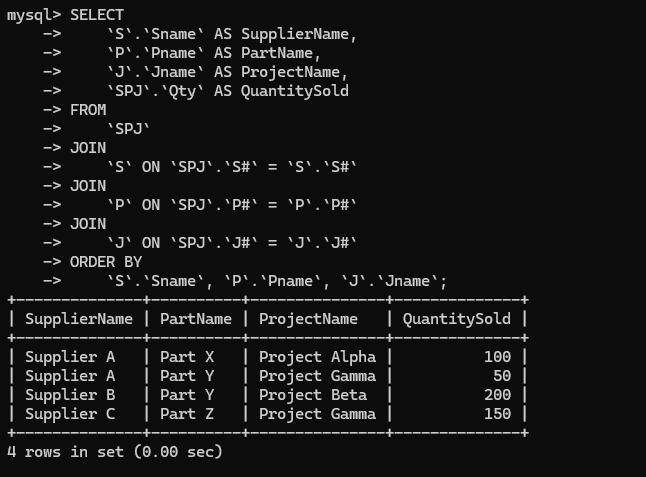 mysql> SELECT
    ->     `S`.`Sname` AS SupplierName,
    ->     `P`.`Pname` AS PartName,
    ->     `J`.`Jname` AS ProjectName,
    ->     `SPJ`.`Qty` AS QuantitySold
    -> FROM
    ->     `SPJ`
    -> JOIN
    ->     `S` ON `SPJ`.`S#` = `S`.`S#`
    -> JOIN
    ->     `P` ON `SPJ`.`P#` = `P`.`P#`
    -> JOIN
    ->     `J` ON `SPJ`.`J#` = `J`.`J#`
    -> ORDER BY
    ->     `S`.`Sname`, `P`.`Pname`, `J`.`Jname`;
+--------------+----------+---------------+--------------+
| SupplierName | PartName | ProjectName   | QuantitySold |
+--------------+----------+---------------+--------------+
| Supplier A   | Part X   | Project Alpha |          100 |
| Supplier A   | Part Y   | Project Gamma |           50 |
| Supplier B   | Part Y   | Project Beta  |          200 |
| Supplier C   | Part Z   | Project Gamma |          150 |
+--------------+----------+---------------+--------------+
4 rows in set (0.00 sec)